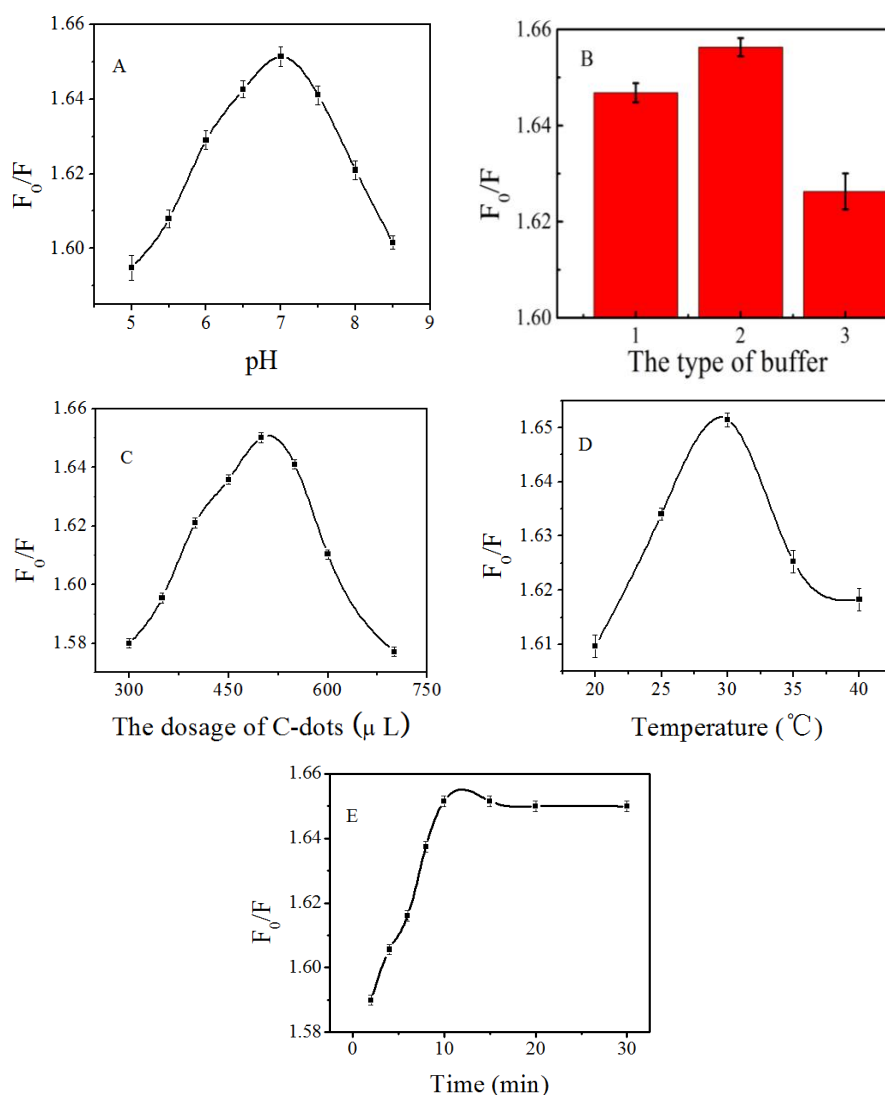 A
F₀/F
1.66
1.64
1.62
1.60
5 6 7 8 9
pH
B
F₀/F
1.66
1.64
1.62
1.60
1 2 3
The type of buffer
C
F₀/F
1.66
1.64
1.62
1.60
1.58
300 450 600 750
The dosage of C-dots (μ L)
D
F₀/F
1.65
1.64
1.63
1.62
1.61
20 25 30 35 40
Temperature (℃)
E
F₀/F
1.66
1.64
1.62
1.60
1.58
0 10 20 30
Time (min)